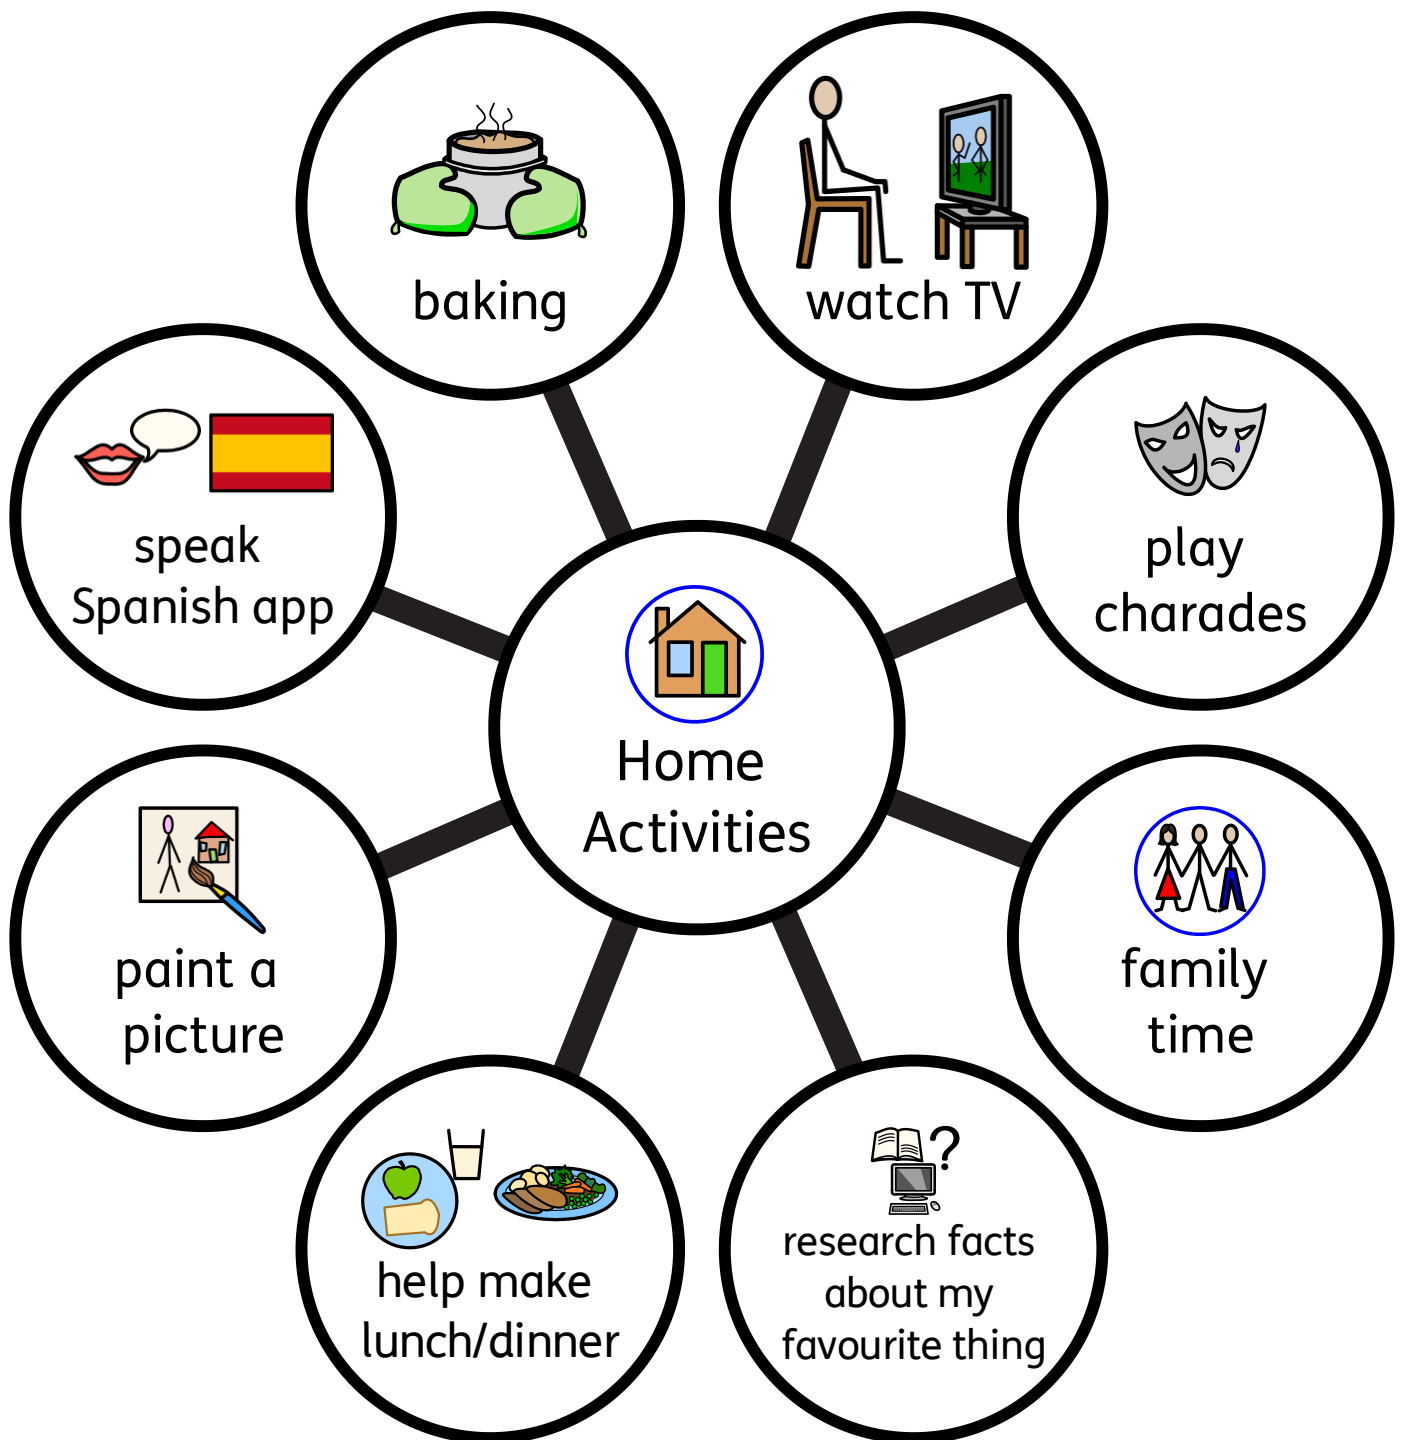 baking
watch TV
speak
Spanish app
play
charades
Home
Activities
paint a
picture
family
time
help make
lunch/dinner
research facts
about my
favourite thing